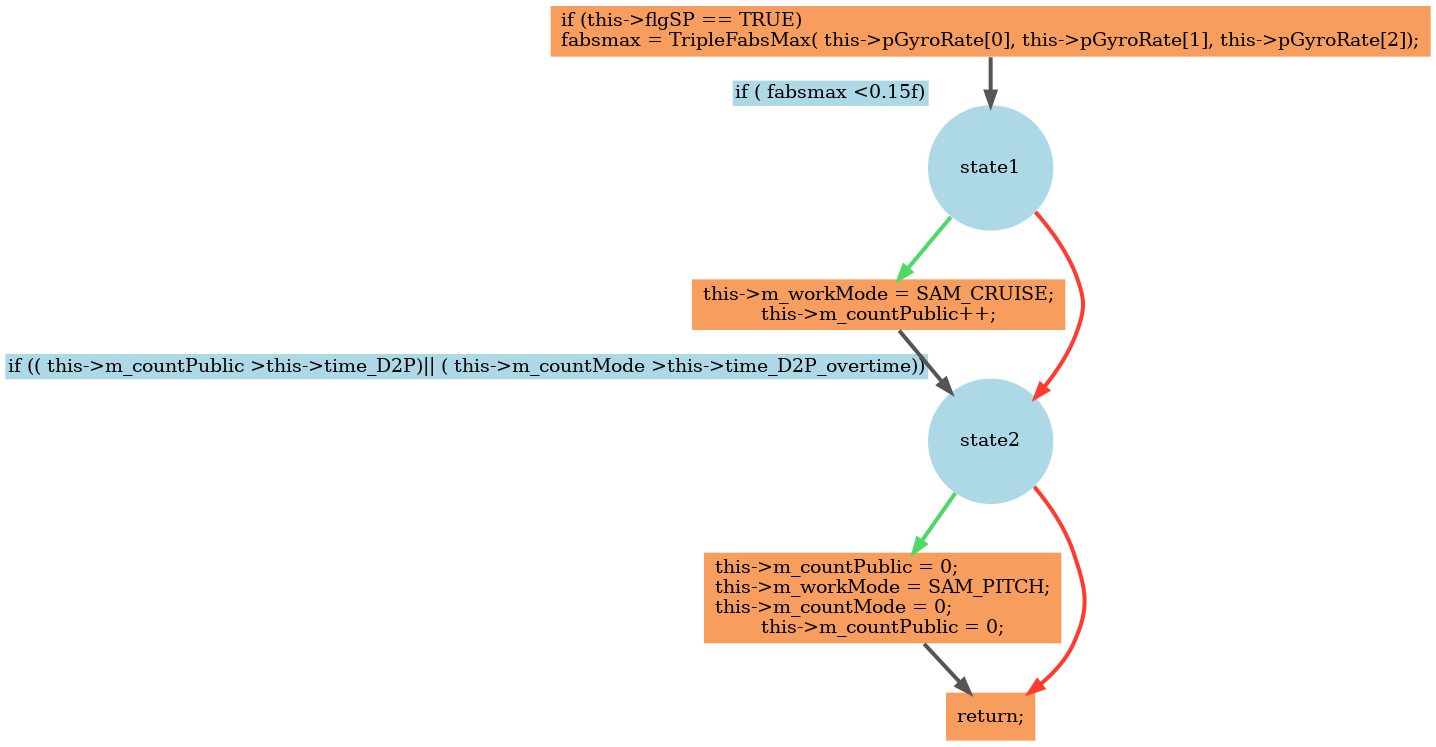 if (this->flgSP == TRUE)
fabsmax = TripleFabsMax( this->pGyroRate[0], this->pGyroRate[1], this->pGyroRate[2]);
if ( fabsmax <0.15f)
state1
this->m_workMode = SAM_CRUISE;
this->m_countPublic++;
if (( this->m_countPublic >this->time_D2P)|| ( this->m_countMode >this->time_D2P_overtime))
state2
this->m_countPublic = 0;
this->m_workMode = SAM_PITCH;
this->m_countMode = 0;
this->m_countPublic = 0;
return;